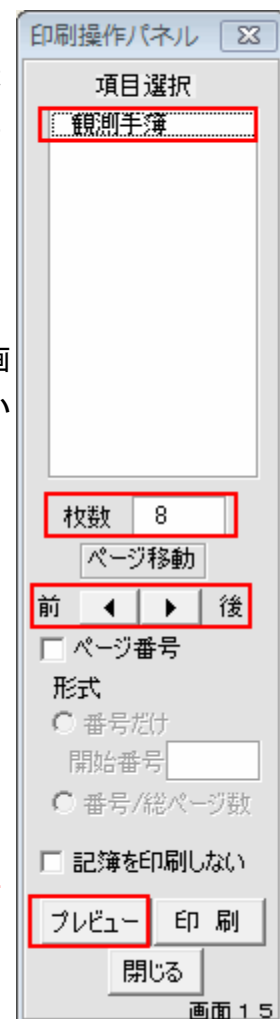 印刷操作パネル
項目選択
観測手簿
画
い
枚数 8
ページ移動
前 ◀ ▶ 後
ページ番号
形式
番号だけ
開始番号
番号/総ページ数
記簿を印刷しない
プレビュー 印 刷
閉じる
画面 1 5